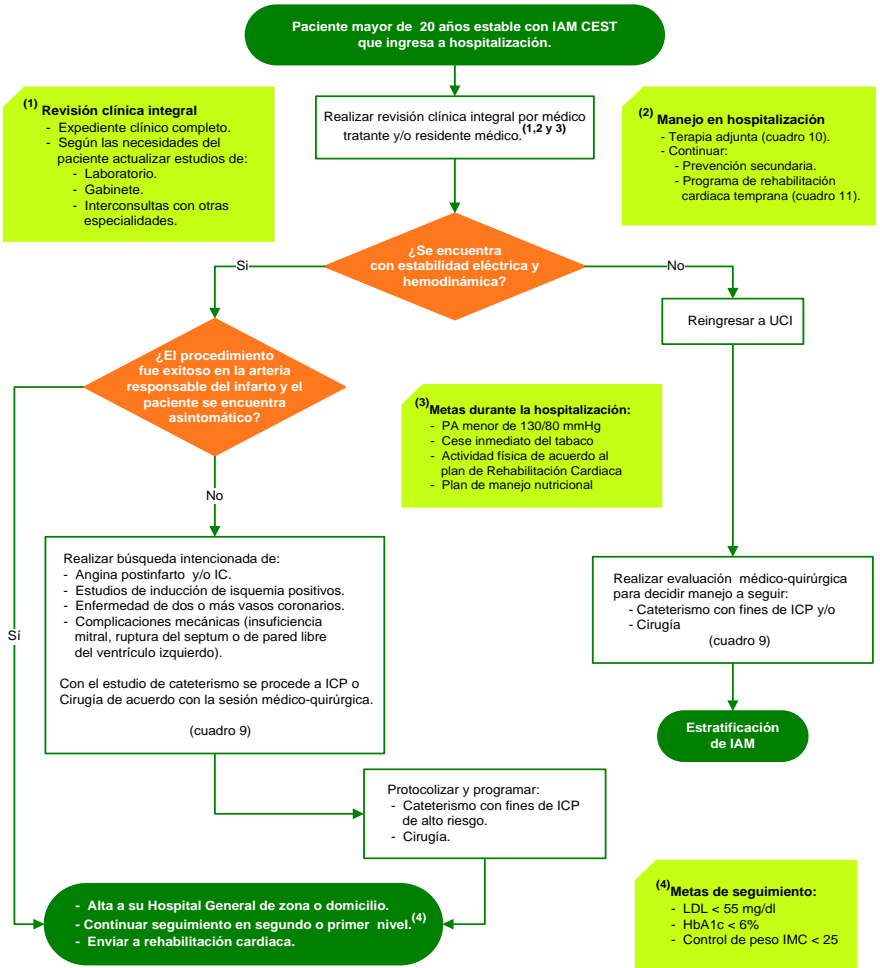 Paciente mayor de 20 años estable con IAM CEST
que ingresa a hospitalización.
(1) Revisión clínica integral
- Expediente clínico completo.
- Según las necesidades del
paciente actualizar estudios de:
- Laboratorio.
- Gabinete.
- Interconsultas con otras
especialidades.
Realizar revisión clínica integral por médico
tratante y/o residente médico.(1,2 y 3)
(2) Manejo en hospitalización
- Terapia adjunta (cuadro 10).
- Continuar:
- Prevención secundaria.
- Programa de rehabilitación
cardiaca temprana (cuadro 11).
¿Se encuentra
con estabilidad eléctrica y
hemodinámica?
Si
No
Reingresar a UCI
¿El procedimiento
fue exitoso en la arteria
responsable del infarto y el
paciente se encuentra
asintomático?
(3)Metas durante la hospitalización:
- PA menor de 130/80 mmHg
- Cese inmediato del tabaco
- Actividad física de acuerdo al
plan de Rehabilitación Cardiaca
- Plan de manejo nutricional
No
Sí
Realizar búsqueda intencionada de:
- Angina postinfarto y/o IC.
- Estudios de inducción de isquemia positivos.
- Enfermedad de dos o más vasos coronarios.
- Complicaciones mecánicas (insuficiencia
mitral, ruptura del septum o de pared libre
del ventrículo izquierdo).
Con el estudio de cateterismo se procede a ICP o
Cirugía de acuerdo con la sesión médico-quirúrgica.
(cuadro 9)
Realizar evaluación médico-quirúrgica
para decidir manejo a seguir:
- Cateterismo con fines de ICP y/o
- Cirugía
(cuadro 9)
Estratificación
de IAM
Protocolizar y programar:
- Cateterismo con fines de ICP
de alto riesgo.
- Cirugía.
- Alta a su Hospital General de zona o domicilio.
- Continuar seguimiento en segundo o primer nivel.(4)
- Enviar a rehabilitación cardiaca.
(4)Metas de seguimiento:
- LDL < 55 mg/dl
- HbA1c < 6%
- Control de peso IMC < 25